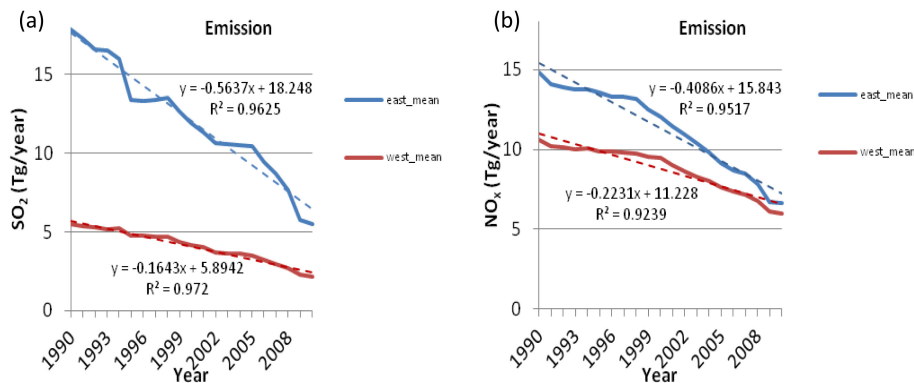 (a)
Emission
SO₂ (Tg/year)
15
10
5
0
y = -0.5637x + 18.248
R² = 0.9625
y = -0.1643x + 5.8942
R² = 0.972
1990
1993
1996
1999
2002
2005
2008
Year
east_mean
west_mean
(b)
Emission
NOₓ (Tg/year)
15
10
5
0
y = -0.4086x + 15.843
R² = 0.9517
y = -0.2231x + 11.228
R² = 0.9239
1990
1993
1996
1999
2002
2005
2008
Year
east_mean
west_mean